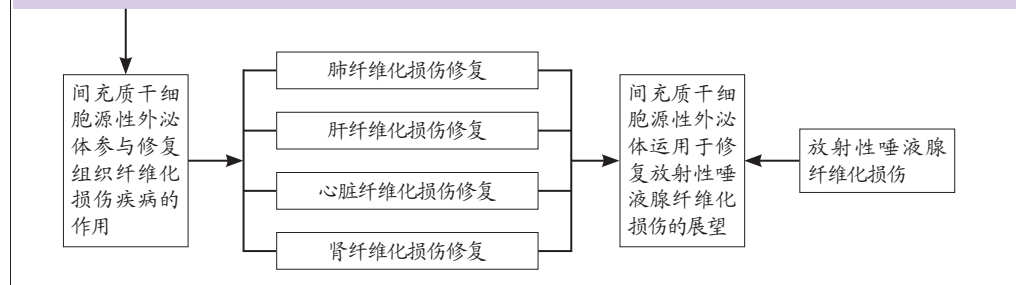 间充质干细
胞源性外泌
体参与修复
组织纤维化
损伤疾病的
作用
肺纤维化损伤修复
肝纤维化损伤修复
心脏纤维化损伤修复
肾纤维化损伤修复
间充质干细
胞源性外泌
体运用于修
复放射性唾
液腺纤维化
损伤的展望
放射性唾液腺
纤维化损伤